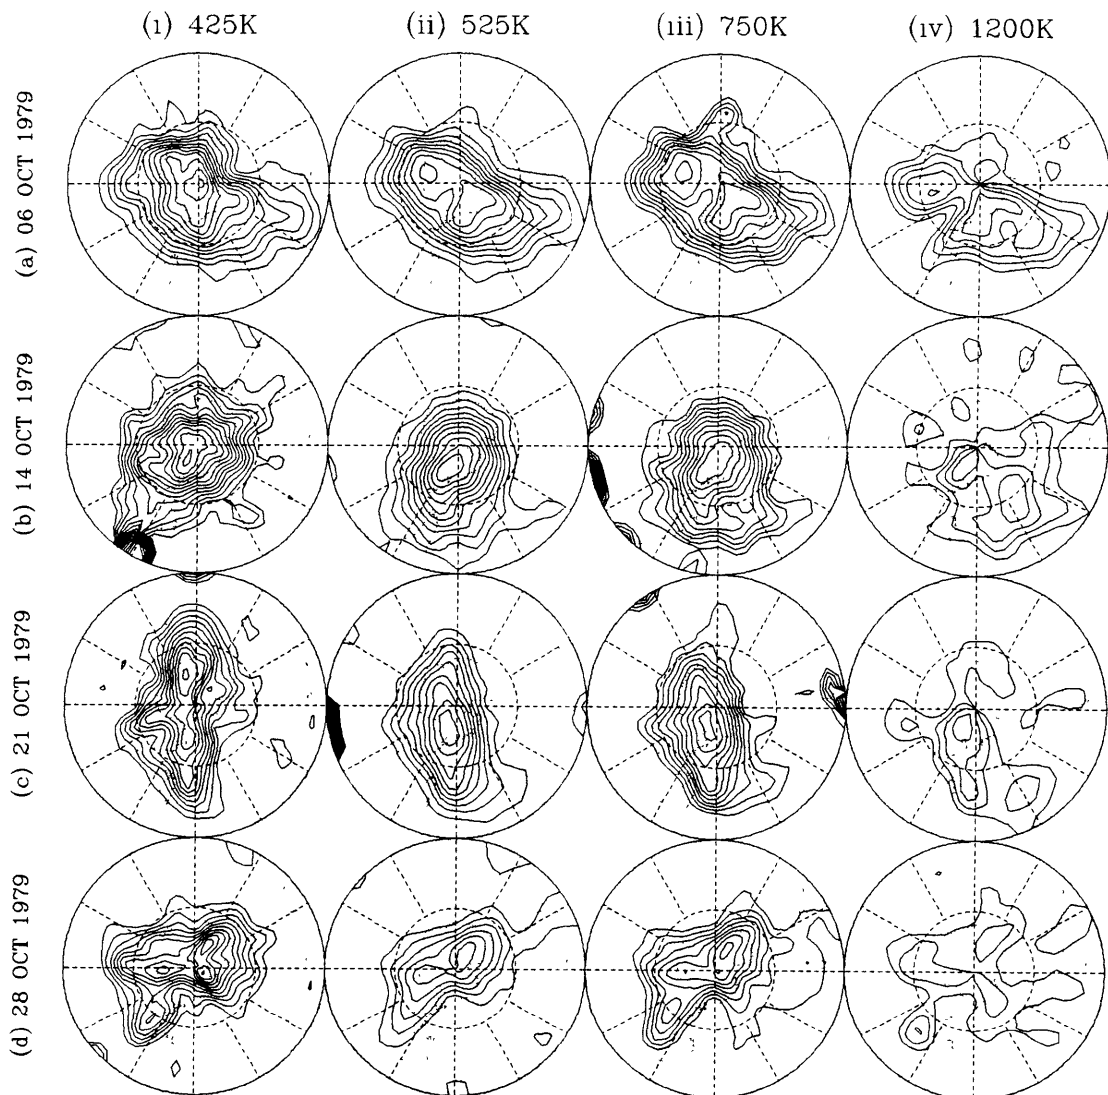 (i) 425K (ii) 525K (iii) 750K (iv) 1200K
(a) 06 OCT 1979
(b) 14 OCT 1979
(c) 21 OCT 1979
(d) 28 OCT 1979